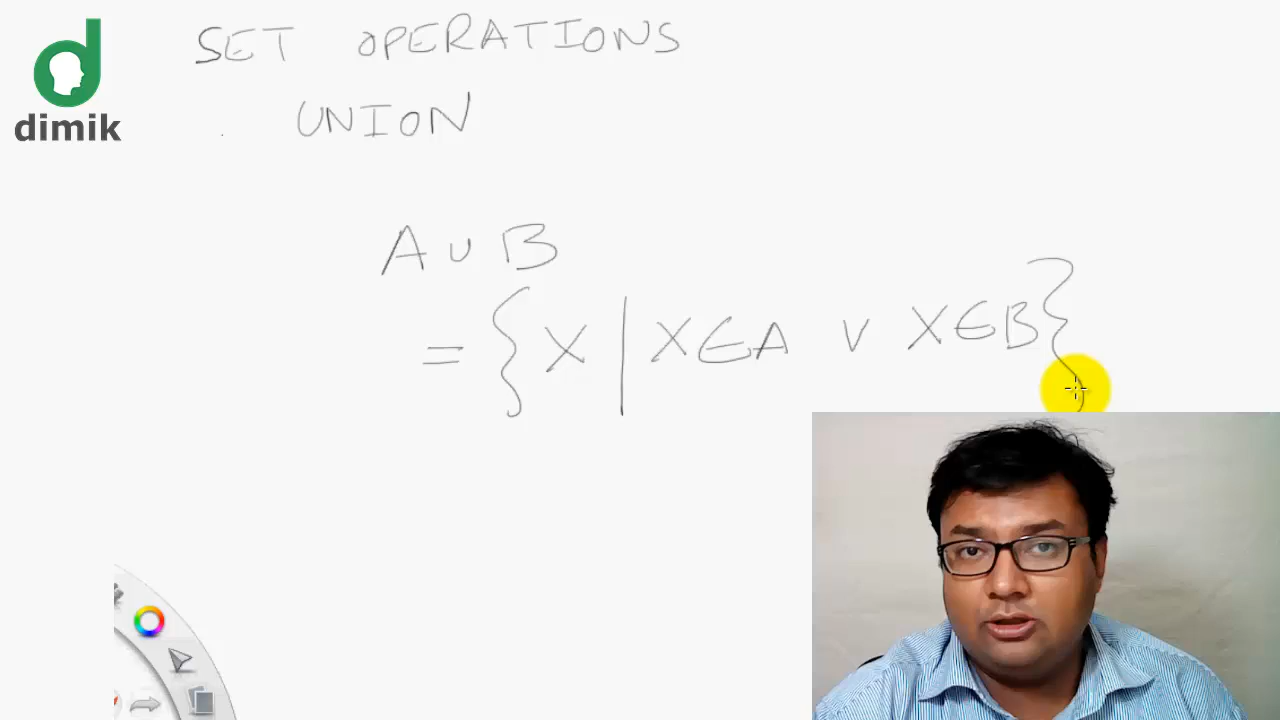 dimik
SET OPERATIONS
UNION
A ∪ B
= { X | X ∈ A ∨ X ∈ B }